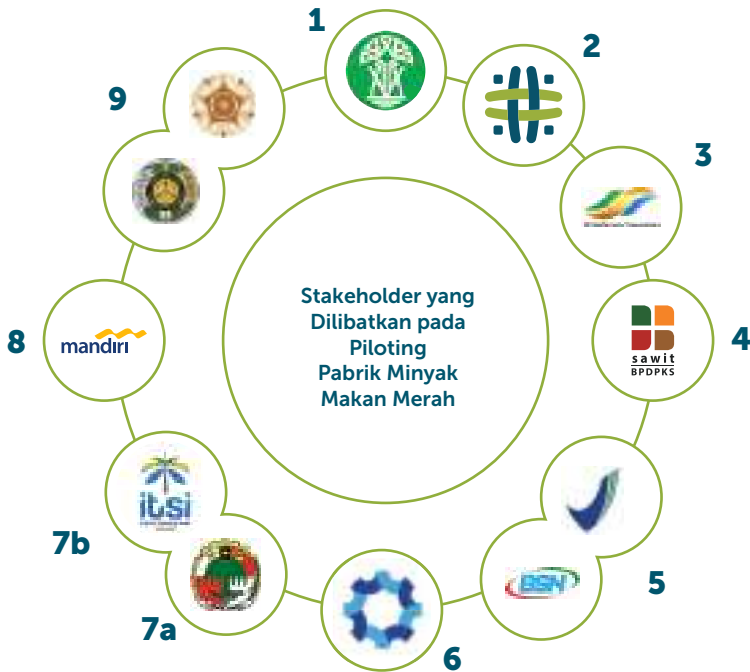 1
2
9
3
Stakeholder yang
Dilibatkan pada
Piloting
Pabrik Minyak
Makan Merah
8
mandiri
4
sawit
BPDPKS
itsi
7b
BSN
5
7a
6